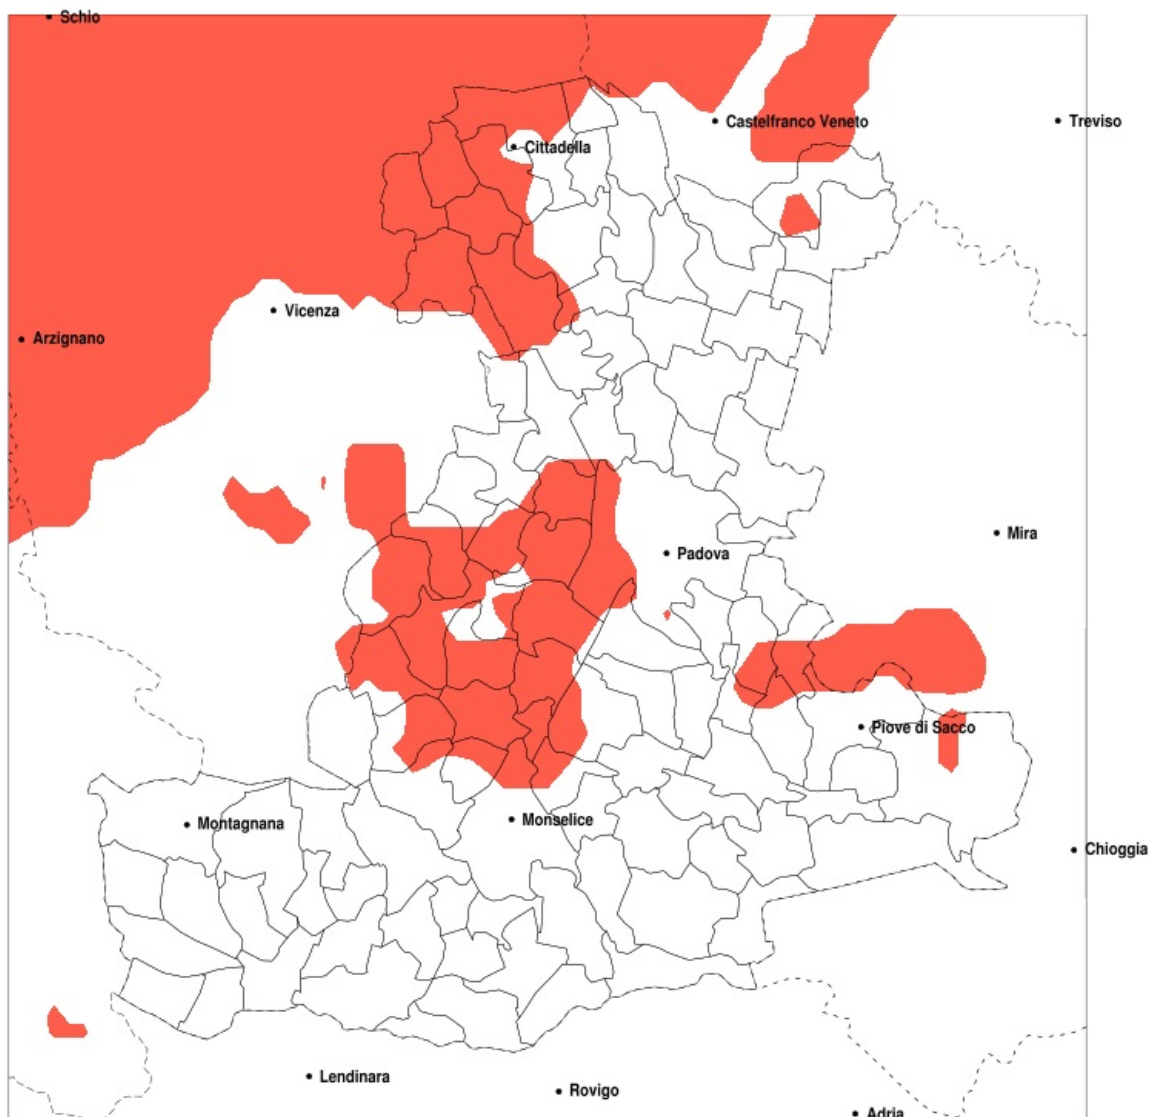 Schio
Castelfranco Veneto
Treviso
Cittadella
Vicenza
Arzignano
Mira
Padova
Piove di Sacco
Monselice
Montagnana
Chioggia
Lendinara
Rovigo
Adria